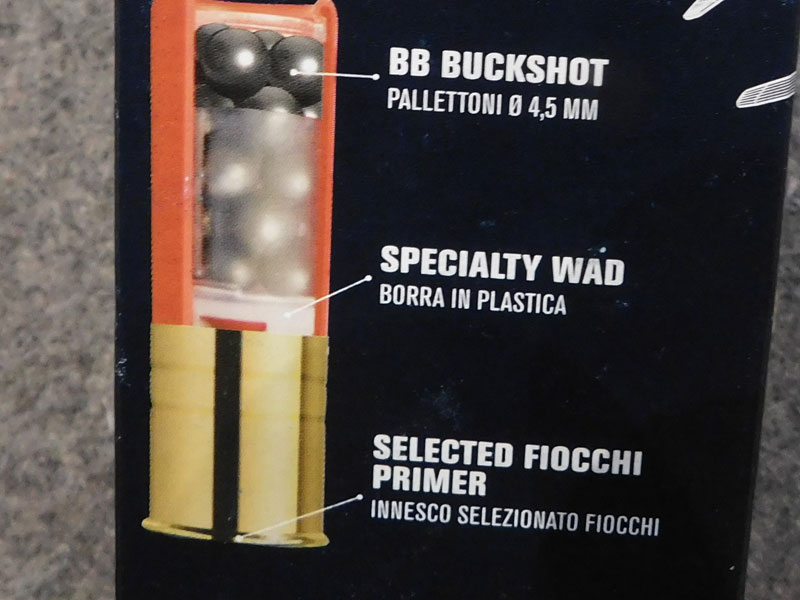 BB BUCKSHOT
PALLETTONI Ø 4,5 MM
SPECIALTY WAD
BORRA IN PLASTICA
SELECTED FIOCCHI
PRIMER
INNESCO SELEZIONATO FIOCCHI